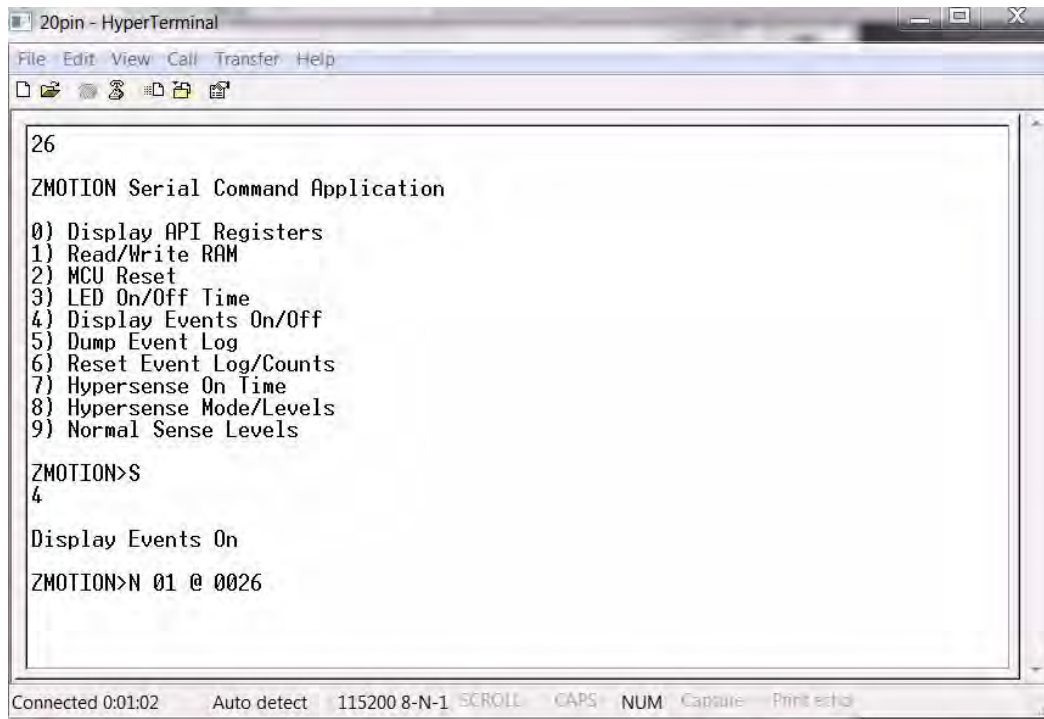 20pin - HyperTerminal
File Edit View Call Transfer Help
26
ZMOTION Serial Command Application
0) Display API Registers
1) Read/Write RAM
2) MCU Reset
3) LED On/Off Time
4) Display Events On/Off
5) Dump Event Log
6) Reset Event Log/Counts
7) Hypersense On Time
8) Hypersense Mode/Levels
9) Normal Sense Levels
ZMOTION>S
4
Display Events On
ZMOTION>N 01 @ 0026
Connected 0:01:02 Auto detect 115200 8-N-1 SCROLL CAPS NUM Capture Print echo